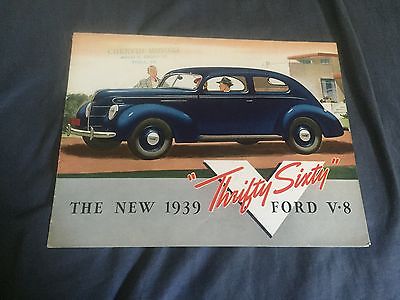 "Thrifty Sixty"
THE NEW 1939 FORD V·8